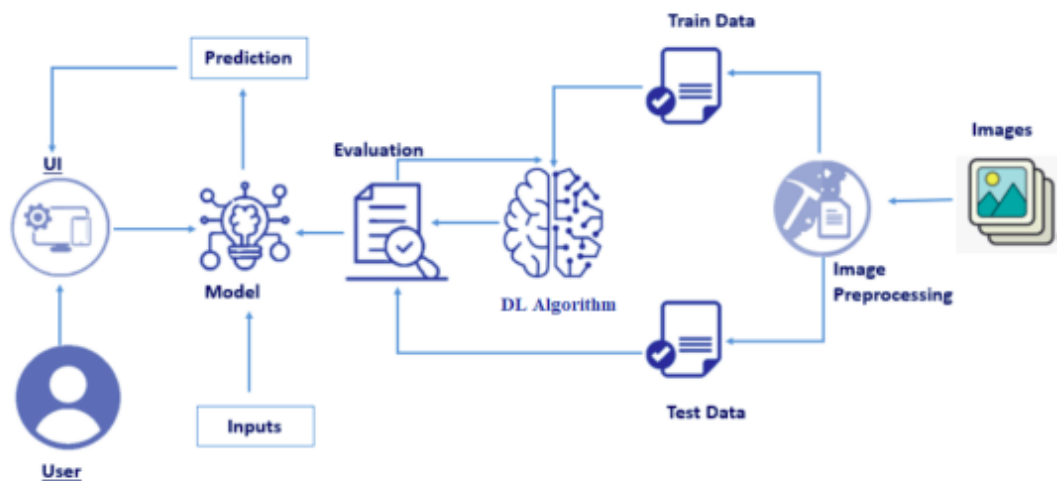 Train Data
Prediction
Images
Evaluation
UI
Model
Image
Preprocessing
DL Algorithm
Test Data
Inputs
User